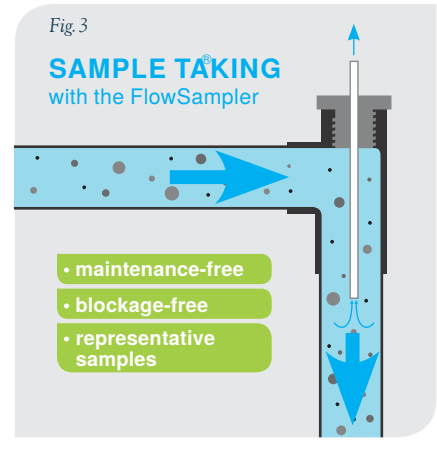 Fig. 3
SAMPLE TAKING
®
with the FlowSampler
• maintenance-free
• blockage-free
• representative
samples